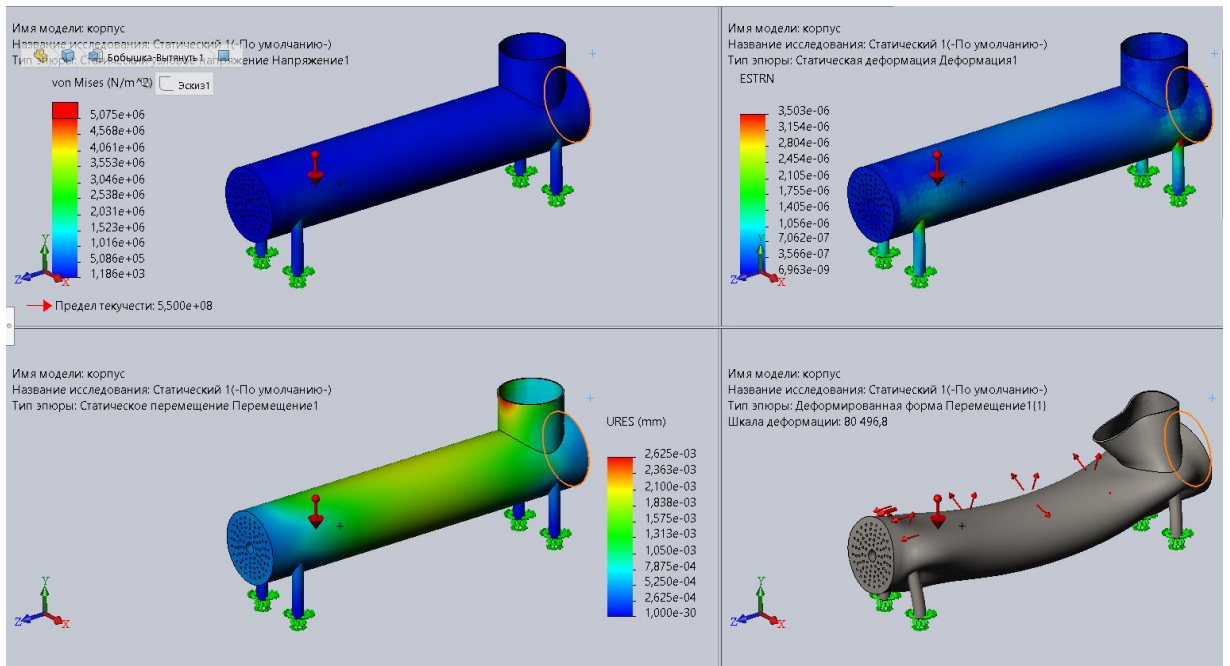 Имя модели: корпус
Название исследования: Статический 1(-По умолчанию-)
Бобышка-Вытянуть1
Напряжение Напряжение1
von Mises (N/m^2)
Эскиз1
5,075e+06
4,568e+06
4,061e+06
3,553e+06
3,046e+06
2,538e+06
2,031e+06
1,523e+06
1,016e+06
5,086e+05
1,186e+03
Предел текучести: 5,500e+08
Y
Z
X
Имя модели: корпус
Название исследования: Статический 1(-По умолчанию-)
Тип эпюры: Статическая деформация Деформация1
ESTRN
3,503e-06
3,154e-06
2,804e-06
2,454e-06
2,105e-06
1,755e-06
1,405e-06
1,056e-06
7,062e-07
3,566e-07
6,963e-09
Y
Z
X
Имя модели: корпус
Название исследования: Статический 1(-По умолчанию-)
Тип эпюры: Статическое перемещение Перемещение1
URES (mm)
2,625e-03
2,363e-03
2,100e-03
1,838e-03
1,575e-03
1,313e-03
1,050e-03
7,875e-04
5,250e-04
2,625e-04
1,000e-30
Y
Z
X
Имя модели: корпус
Название исследования: Статический 1(-По умолчанию-)
Тип эпюры: Деформированная форма Перемещение1{1}
Шкала деформации: 80 496,8
Y
Z
X